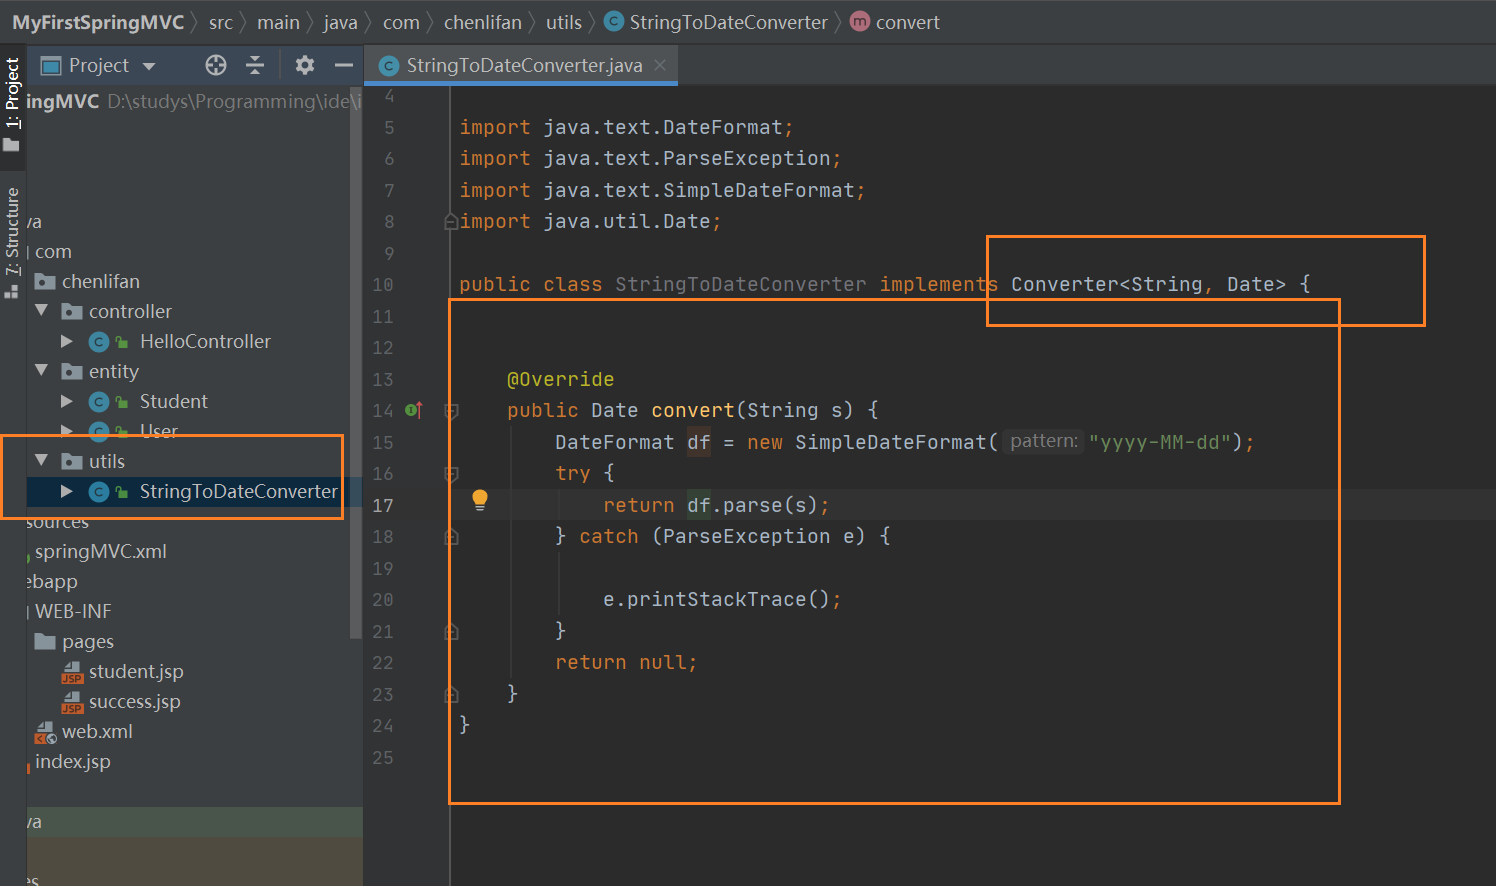 MyFirstSpringMVC 〉 src 〉 main 〉 java 〉 com 〉 chenlifan 〉 utils 〉 C StringToDateConverter 〉 m convert
1: Project
7: Structure
Project
ingMVC D:\studys\Programming\ide\i
va
com
chenlifan
controller
C HelloController
entity
C Student
C User
utils
C StringToDateConverter
sources
springMVC.xml
ebapp
WEB-INF
pages
JSP student.jsp
JSP success.jsp
web.xml
index.jsp
va
es
C StringToDateConverter.java ×
4
5 import java.text.DateFormat;
6 import java.text.ParseException;
7 import java.text.SimpleDateFormat;
8 import java.util.Date;
9
10 public class StringToDateConverter implements Converter<String, Date> {
11
12
13 @Override
14 public Date convert(String s) {
15 DateFormat df = new SimpleDateFormat( pattern: "yyyy-MM-dd");
16 try {
17 return df.parse(s);
18 } catch (ParseException e) {
19
20 e.printStackTrace();
21 }
22 return null;
23 }
24 }
25